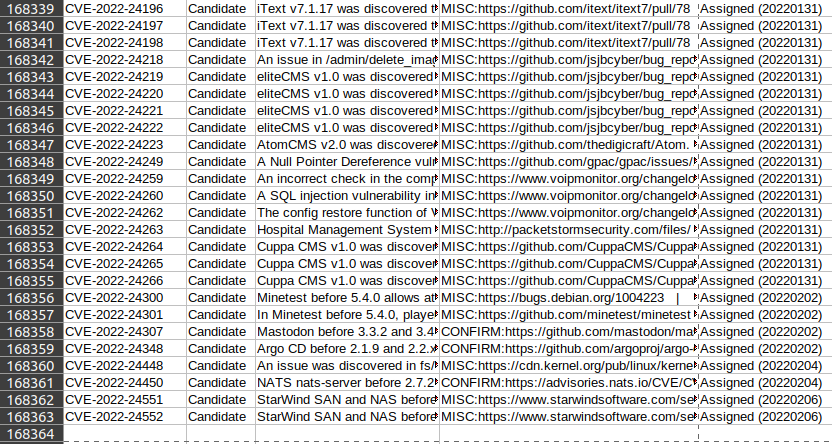 168339 CVE-2022-24196 Candidate iText v7.1.17 was discovered t MISC:https://github.com/itext/itext7/pull/78 Assigned (20220131)
168340 CVE-2022-24197 Candidate iText v7.1.17 was discovered t MISC:https://github.com/itext/itext7/pull/78 Assigned (20220131)
168341 CVE-2022-24198 Candidate iText v7.1.17 was discovered t MISC:https://github.com/itext/itext7/pull/78 Assigned (20220131)
168342 CVE-2022-24218 Candidate An issue in /admin/delete_ima MISC:https://github.com/jsjbcyber/bug_repo Assigned (20220131)
168343 CVE-2022-24219 Candidate eliteCMS v1.0 was discovered MISC:https://github.com/jsjbcyber/bug_repo Assigned (20220131)
168344 CVE-2022-24220 Candidate eliteCMS v1.0 was discovered MISC:https://github.com/jsjbcyber/bug_repo Assigned (20220131)
168345 CVE-2022-24221 Candidate eliteCMS v1.0 was discovered MISC:https://github.com/jsjbcyber/bug_repo Assigned (20220131)
168346 CVE-2022-24222 Candidate eliteCMS v1.0 was discovered MISC:https://github.com/jsjbcyber/bug_repo Assigned (20220131)
168347 CVE-2022-24223 Candidate AtomCMS v2.0 was discovere MISC:https://github.com/thedigicraft/Atom. Assigned (20220131)
168348 CVE-2022-24249 Candidate A Null Pointer Dereference vul MISC:https://github.com/gpac/gpac/issues/ Assigned (20220131)
168349 CVE-2022-24259 Candidate An incorrect check in the comp MISC:https://www.voipmonitor.org/changelo Assigned (20220131)
168350 CVE-2022-24260 Candidate A SQL injection vulnerability in MISC:https://www.voipmonitor.org/changelo Assigned (20220131)
168351 CVE-2022-24262 Candidate The config restore function of V MISC:https://www.voipmonitor.org/changelo Assigned (20220131)
168352 CVE-2022-24263 Candidate Hospital Management System MISC:http://packetstormsecurity.com/files/ Assigned (20220131)
168353 CVE-2022-24264 Candidate Cuppa CMS v1.0 was discover MISC:https://github.com/CuppaCMS/Cuppa Assigned (20220131)
168354 CVE-2022-24265 Candidate Cuppa CMS v1.0 was discover MISC:https://github.com/CuppaCMS/Cuppa Assigned (20220131)
168355 CVE-2022-24266 Candidate Cuppa CMS v1.0 was discover MISC:https://github.com/CuppaCMS/Cuppa Assigned (20220131)
168356 CVE-2022-24300 Candidate Minetest before 5.4.0 allows at MISC:https://bugs.debian.org/1004223 | Assigned (20220202)
168357 CVE-2022-24301 Candidate In Minetest before 5.4.0, playe MISC:https://github.com/minetest/minetest Assigned (20220202)
168358 CVE-2022-24307 Candidate Mastodon before 3.3.2 and 3.4 CONFIRM:https://github.com/mastodon/ma Assigned (20220202)
168359 CVE-2022-24348 Candidate Argo CD before 2.1.9 and 2.2.x CONFIRM:https://github.com/argoproj/argo- Assigned (20220202)
168360 CVE-2022-24448 Candidate An issue was discovered in fs/ MISC:https://cdn.kernel.org/pub/linux/kerne Assigned (20220204)
168361 CVE-2022-24450 Candidate NATS nats-server before 2.7.2 CONFIRM:https://advisories.nats.io/CVE/C Assigned (20220204)
168362 CVE-2022-24551 Candidate StarWind SAN and NAS before MISC:https://www.starwindsoftware.com/se Assigned (20220206)
168363 CVE-2022-24552 Candidate StarWind SAN and NAS before MISC:https://www.starwindsoftware.com/se Assigned (20220206)
168364